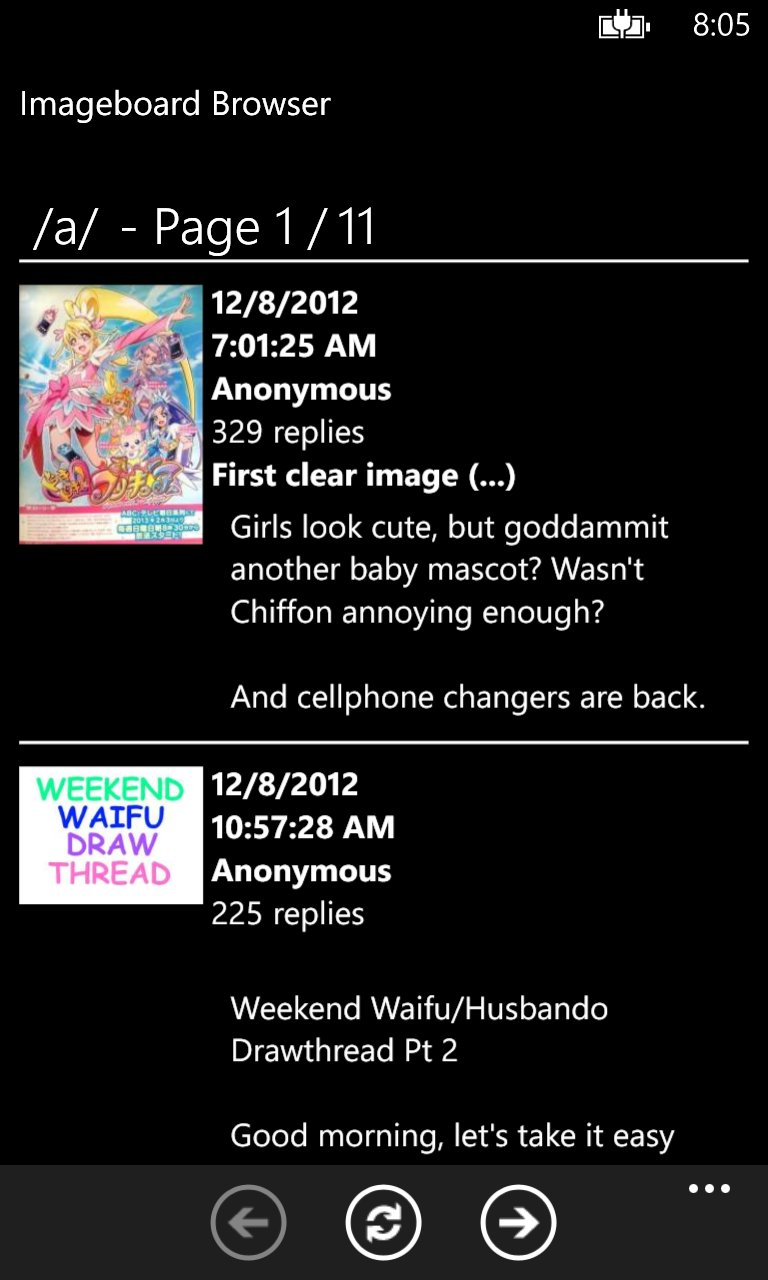 8:05
Imageboard Browser
/a/ - Page 1 / 11
12/8/2012
7:01:25 AM
Anonymous
329 replies
First clear image (...)
Girls look cute, but goddammit
another baby mascot? Wasn't
Chiffon annoying enough?
And cellphone changers are back.
WEEKEND
WAIFU
DRAW
THREAD
12/8/2012
10:57:28 AM
Anonymous
225 replies
Weekend Waifu/Husbando
Drawthread Pt 2
Good morning, let's take it easy